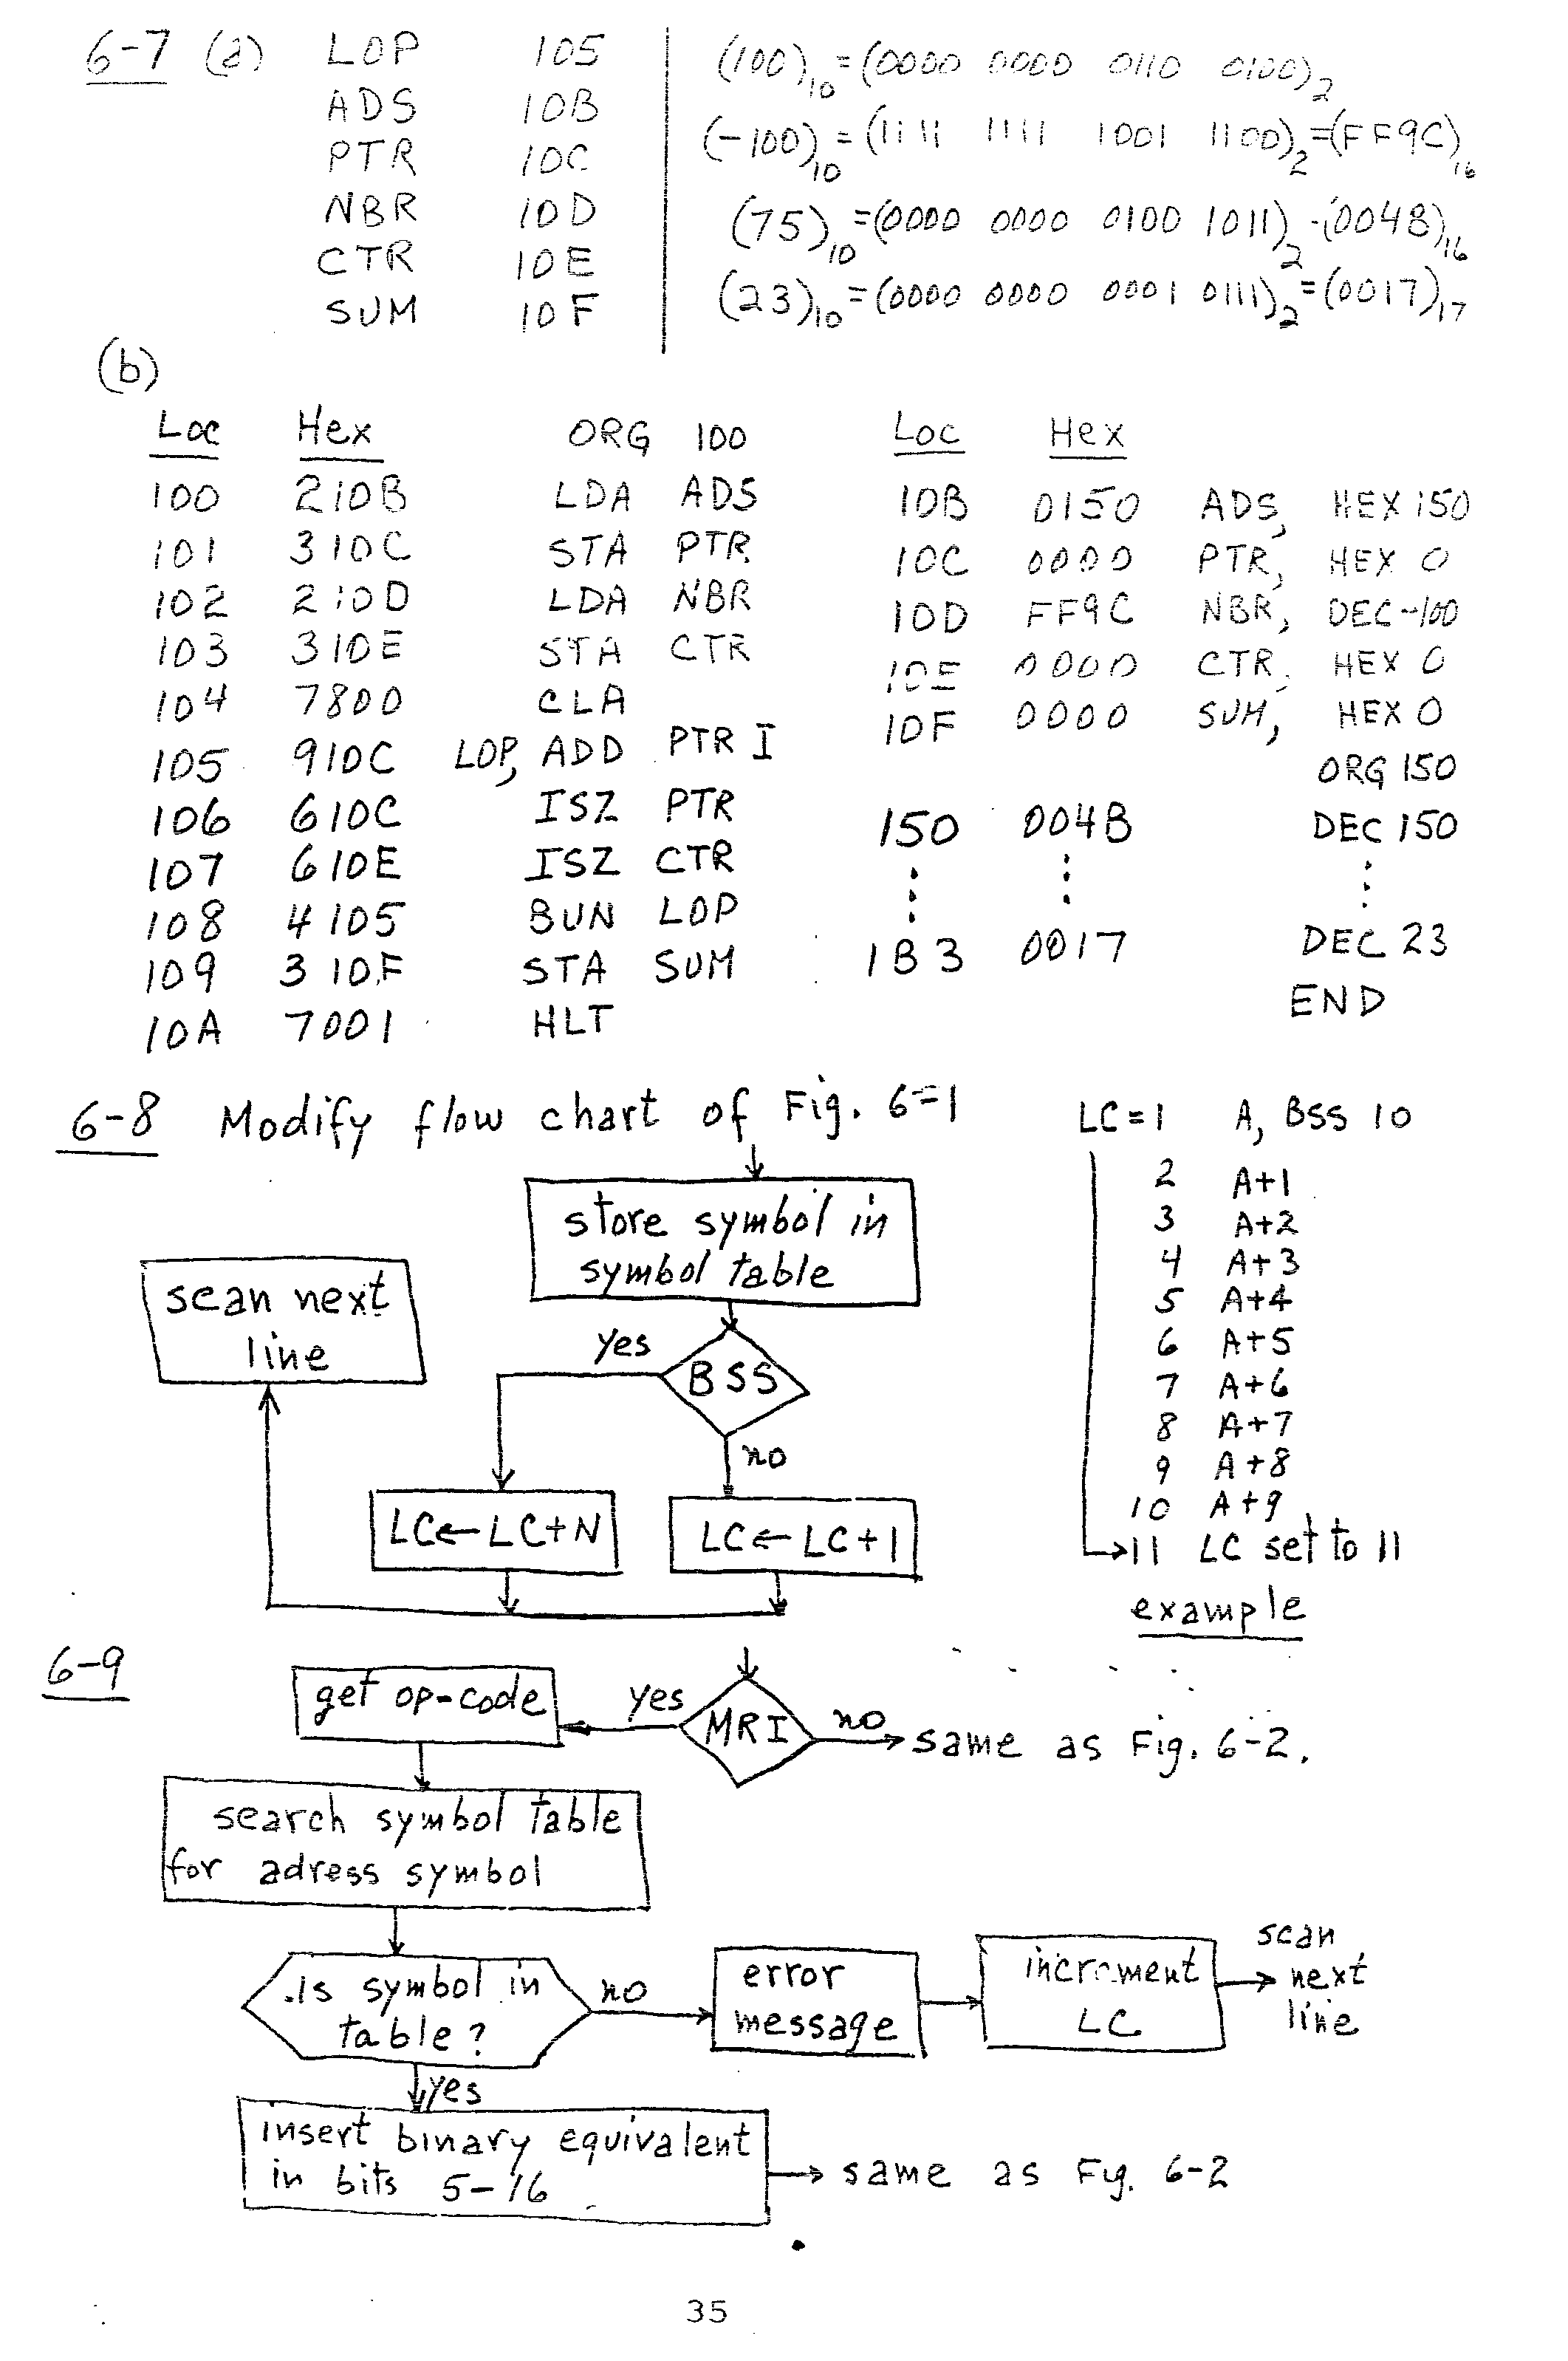 6-7 (a) LOP 105 (100)10=(0000 0000 0110 0100)2
ADS 10B (-100)10=(1111 1111 1001 1100)2=(FF9C)16
PTR 10C
NBR 10D (75)10=(0000 0000 0100 1011)2-(004B)16
CTR 10E (23)10=(0000 0000 0001 0111)2=(0017)17
SUM 10F
(b)
Loc Hex ORG 100 Loc Hex
100 210B LDA ADS 10B 0150 ADS, HEX 150
101 310C STA PTR 10C 0000 PTR, HEX 0
102 210D LDA NBR 10D FF9C NBR, DEC-100
103 310E STA CTR 10E 0000 CTR, HEX 0
104 7800 CLA 10F 0000 SUM, HEX 0
105 910C LOP, ADD PTR I ORG 150
106 610C ISZ PTR 150 004B DEC 150
107 610E ISZ CTR
108 4105 BUN LOP
109 310F STA SUM 1B3 0017 DEC 23
10A 7001 HLT END
6-8 Modify flow chart of Fig. 6-1 LC=1 A, BSS 10
2 A+1
store symbol in
symbol table
3 A+2
4 A+3
scan next
line
5 A+4
yes 6 A+5
BSS 7 A+6
8 A+7
no 9 A+8
10 A+9
LC←LC+N LC←LC+1 →11 LC set to 11
example
6-9
get op-code yes MRI no same as Fig. 6-2.
search symbol table
for adress symbol
is symbol in
table?
no
error
message
increment
LC
scan
next
line
yes
insert binary equivalent
in bits 5-16
same as Fig. 6-2
35